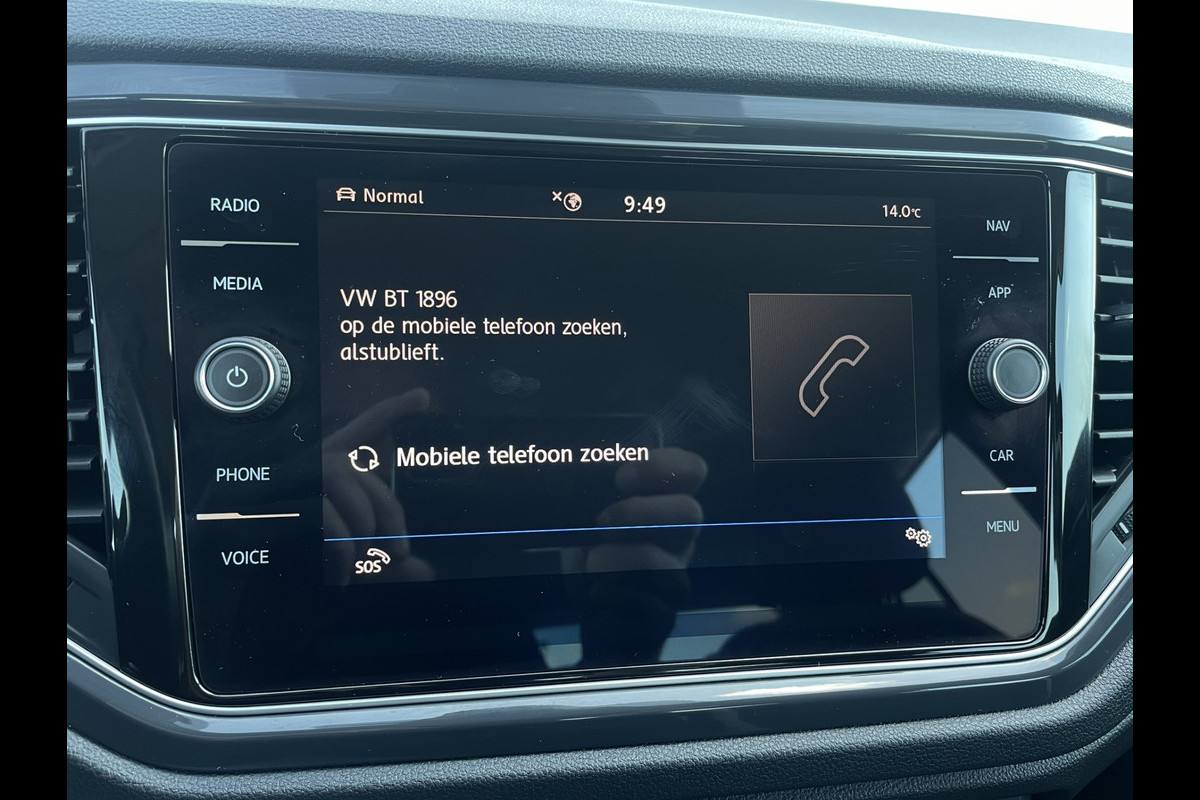 RADIO
MEDIA
PHONE
VOICE
Normal
9:49
14.0°C
VW BT 1896
op de mobiele telefoon zoeken,
alstublieft.
Mobiele telefoon zoeken
SOS
NAV
APP
CAR
MENU